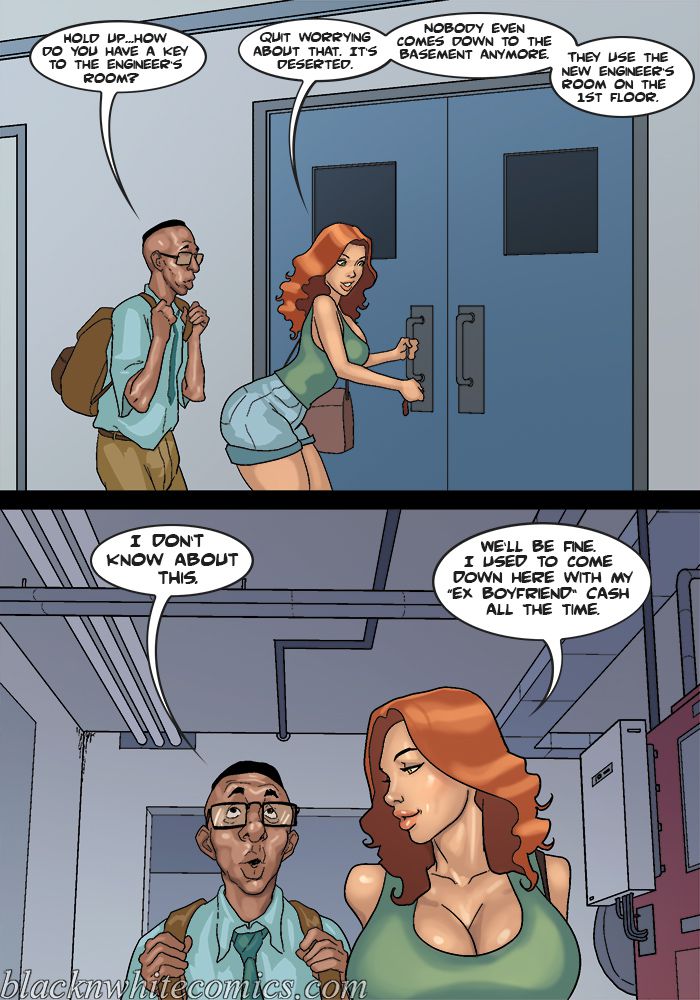 HOLD UP...HOW
DO YOU HAVE A KEY
TO THE ENGINEER'S
ROOM?
QUIT WORRYING
ABOUT THAT. IT'S
DESERTED.
NOBODY EVEN
COMES DOWN TO THE
BASEMENT ANYMORE.
THEY USE THE
NEW ENGINEER'S
ROOM ON THE
1ST FLOOR.
I DON'T
KNOW ABOUT
THIS.
WE'LL BE FINE.
I USED TO COME
DOWN HERE WITH MY
"EX BOYFRIEND" CASH
ALL THE TIME.
blacknwhitecomics.com